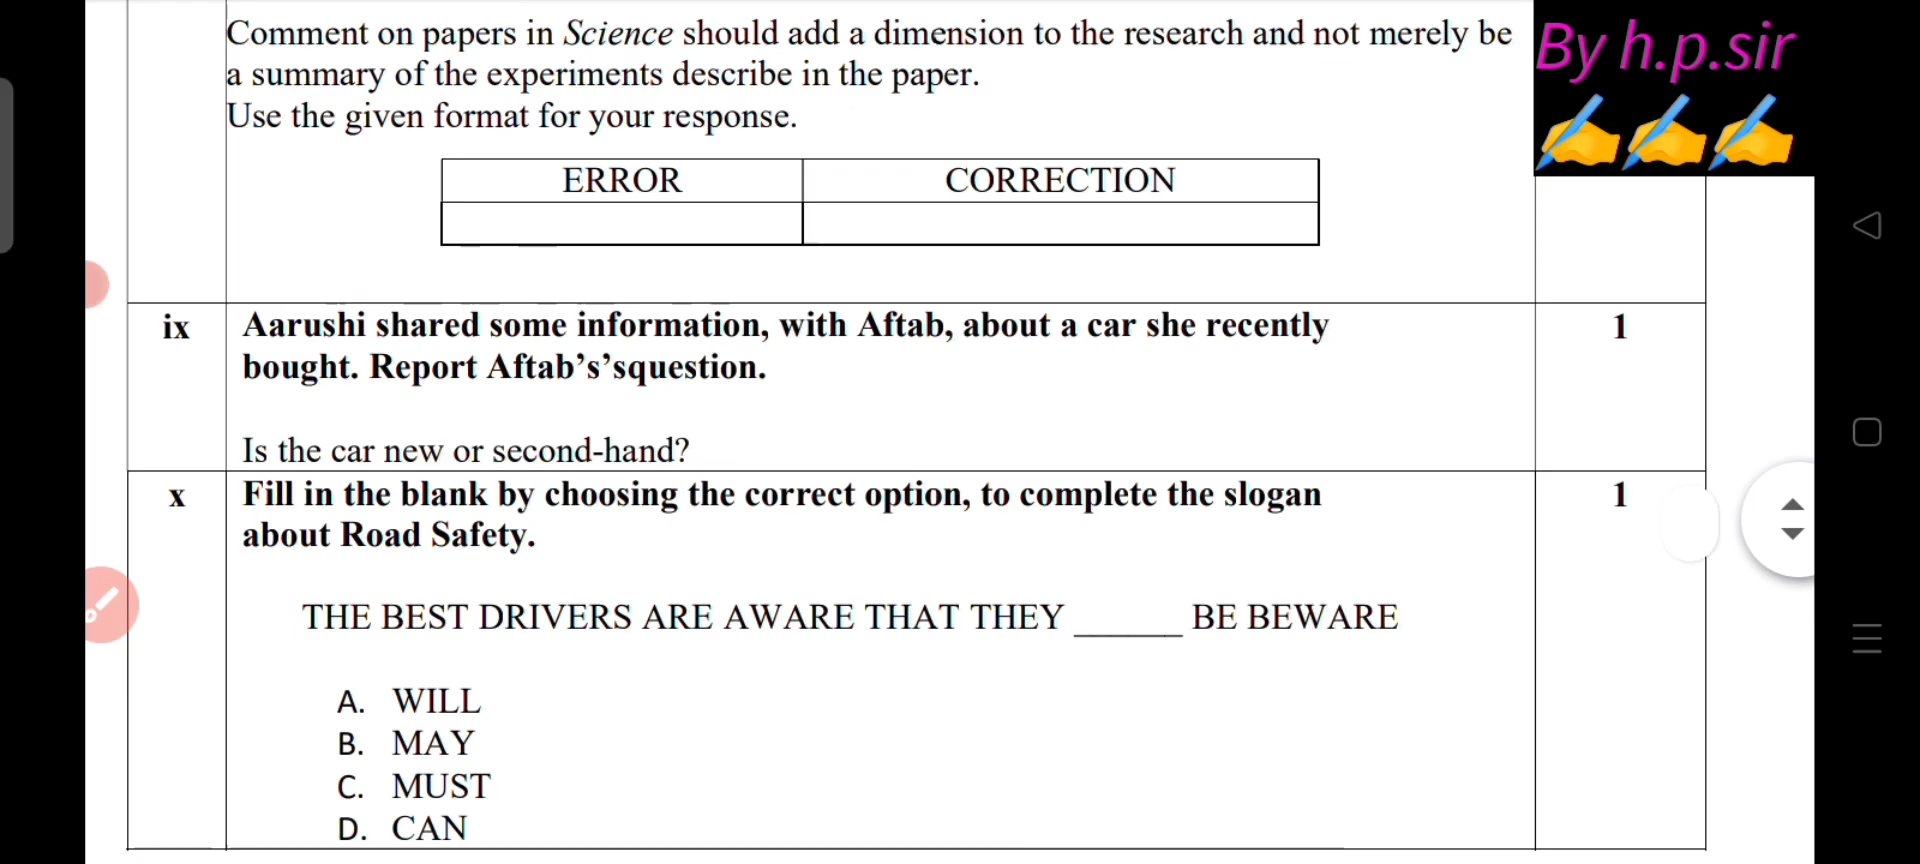 Comment on papers in Science should add a dimension to the research and not merely be
a summary of the experiments describe in the paper.
Use the given format for your response.
By h.p.sir
ERROR CORRECTION
ix Aarushi shared some information, with Aftab, about a car she recently 1
bought. Report Aftab’s’squestion.
Is the car new or second-hand?
x Fill in the blank by choosing the correct option, to complete the slogan 1
about Road Safety.
THE BEST DRIVERS ARE AWARE THAT THEY ______ BE BEWARE
A. WILL
B. MAY
C. MUST
D. CAN